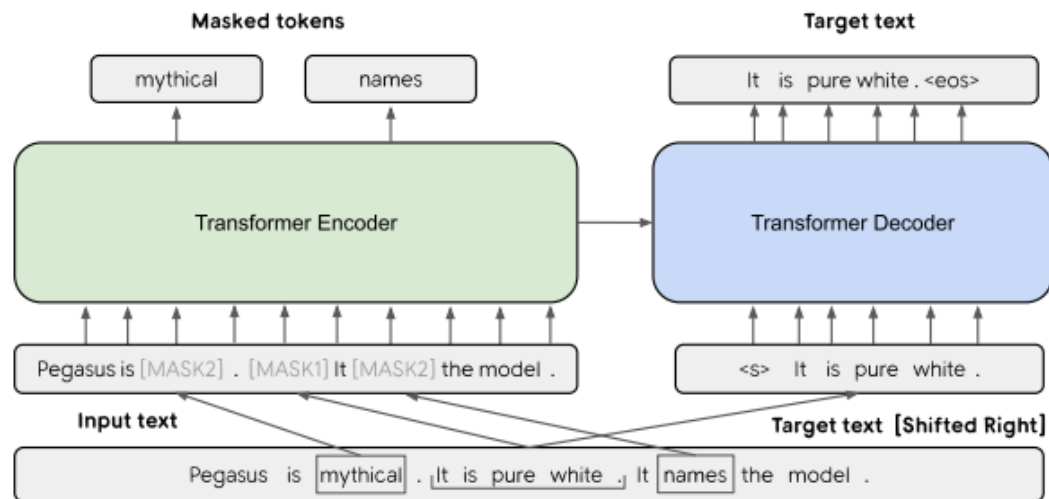 Masked tokens
Target text
mythical
names
It is pure white . <eos>
Transformer Encoder
Transformer Decoder
Pegasus is [MASK2] . [MASK1] It [MASK2] the model .
<s> It is pure white .
Input text
Target text [Shifted Right]
Pegasus is mythical . It is pure white . It names the model .